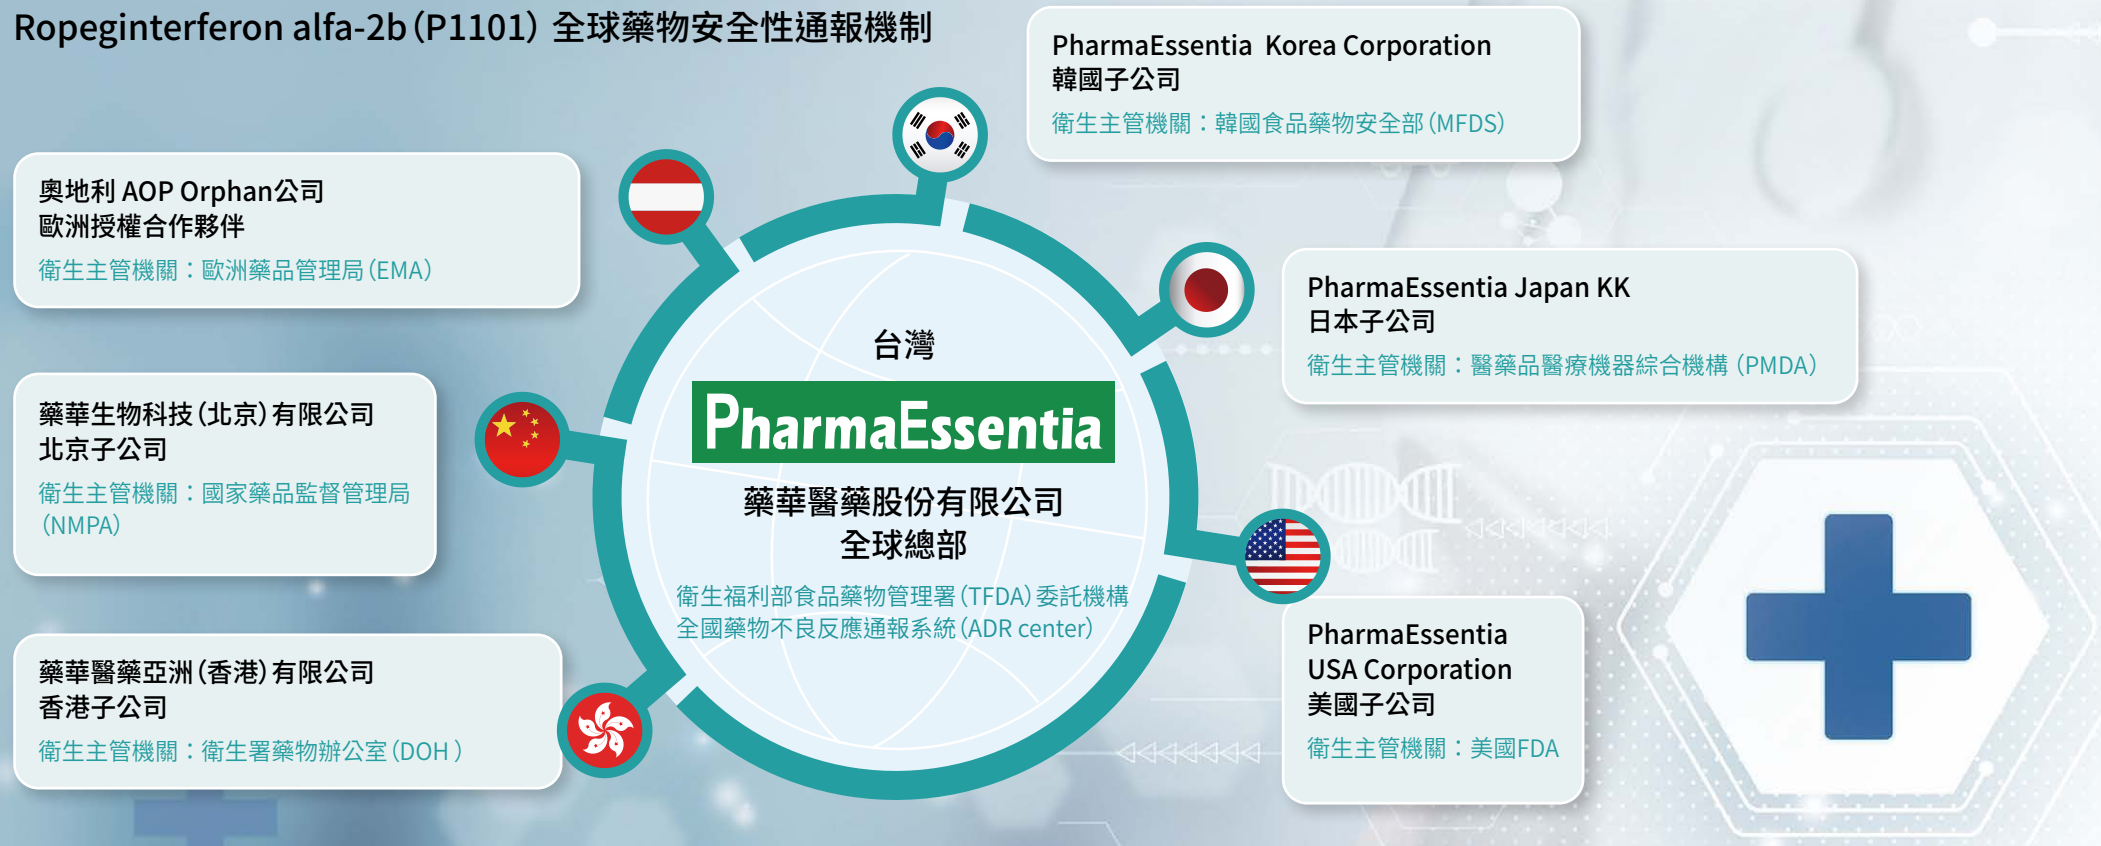 Ropeginterferon alfa-2b（P1101）全球藥物安全性通報機制
PharmaEssentia Korea Corporation
韓國子公司
衛生主管機關：韓國食品藥物安全部（MFDS）
奧地利 AOP Orphan公司
歐洲授權合作夥伴
衛生主管機關：歐洲藥品管理局（EMA）
PharmaEssentia Japan KK
日本子公司
衛生主管機關：醫藥品醫療機器綜合機構（PMDA）
台灣
PharmaEssentia
藥華醫藥股份有限公司
全球總部
衛生福利部食品藥物管理署（TFDA）委託機構
全國藥物不良反應通報系統（ADR center）
藥華生物科技（北京）有限公司
北京子公司
衛生主管機關：國家藥品監督管理局
（NMPA）
PharmaEssentia
USA Corporation
美國子公司
衛生主管機關：美國FDA
藥華醫藥亞洲（香港）有限公司
香港子公司
衛生主管機關：衛生署藥物辦公室（DOH ）